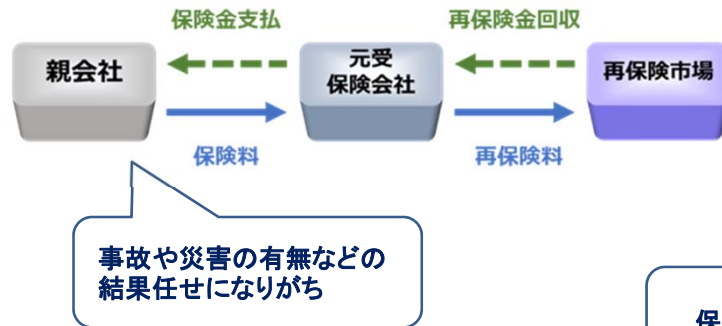 保険金支払
再保険金回収
親会社
元受
保険会社
再保険市場
保険料
再保険料
事故や災害の有無などの
結果任せになりがち
保